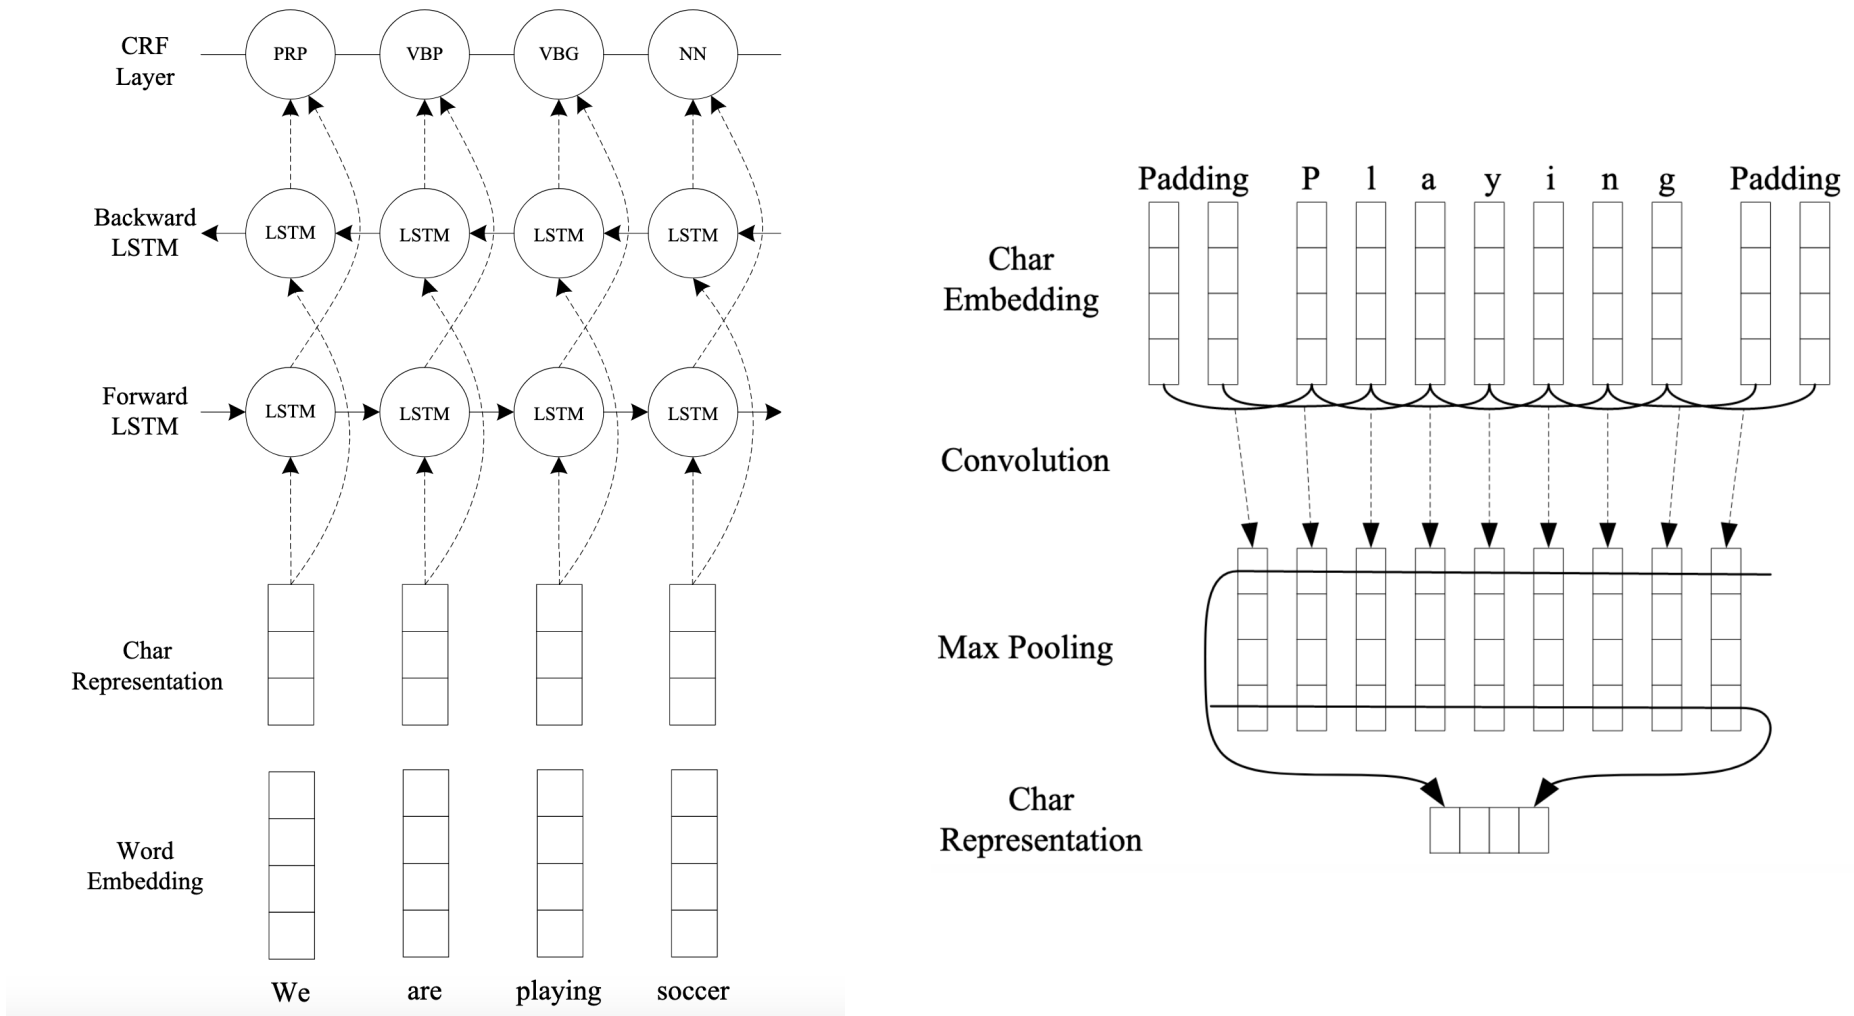 CRF
Layer
PRP
VBP
VBG
NN
Backward
LSTM
LSTM
LSTM
LSTM
LSTM
Forward
LSTM
LSTM
LSTM
LSTM
LSTM
Char
Representation
Word
Embedding
We
are
playing
soccer
Padding P l a y i n g Padding
Char
Embedding
Convolution
Max Pooling
Char
Representation